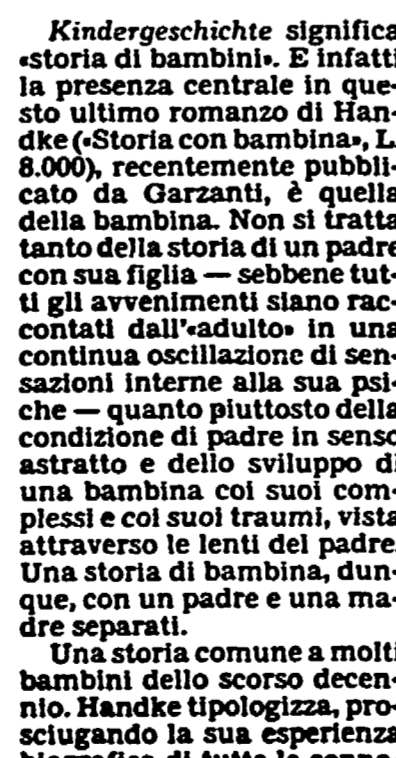 Kindergeschichte significa
«storia di bambini». E infatti
la presenza centrale in que-
sto ultimo romanzo di Han-
dke («Storia con bambina», L.
8.000), recentemente pubbli-
cato da Garzanti, è quella
della bambina. Non si tratta
tanto della storia di un padre
con sua figlia — sebbene tut-
ti gli avvenimenti siano rac-
contati dall'«adulto» in una
continua oscillazione di sen-
sazioni interne alla sua psi-
che — quanto piuttosto della
condizione di padre in senso
astratto e dello sviluppo di
una bambina coi suoi com-
plessi e coi suoi traumi, vista
attraverso le lenti del padre.
Una storia di bambina, dun-
que, con un padre e una ma-
dre separati.
Una storia comune a molti
bambini dello scorso decen-
nio. Handke tipologizza, pro-
sciugando la sua esperienza